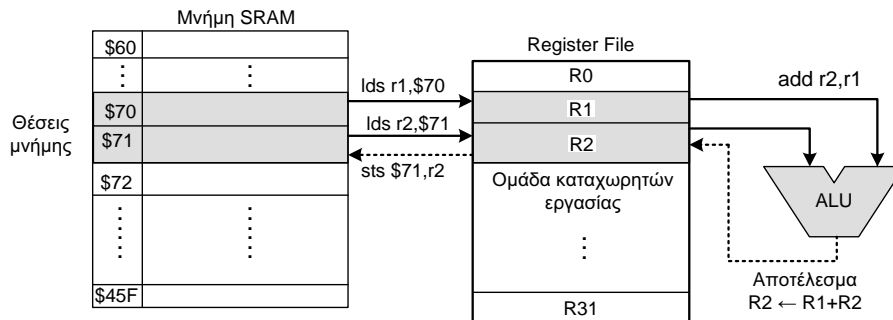 Μνήμη SRAM
$60
$70
$71
$72
$45F
Θέσεις
μνήμης
lds r1,$70
lds r2,$71
sts $71,r2
Register File
R0
R1
R2
Ομάδα καταχωρητών
εργασίας
R31
add r2,r1
ALU
Αποτέλεσμα
R2 ← R1+R2